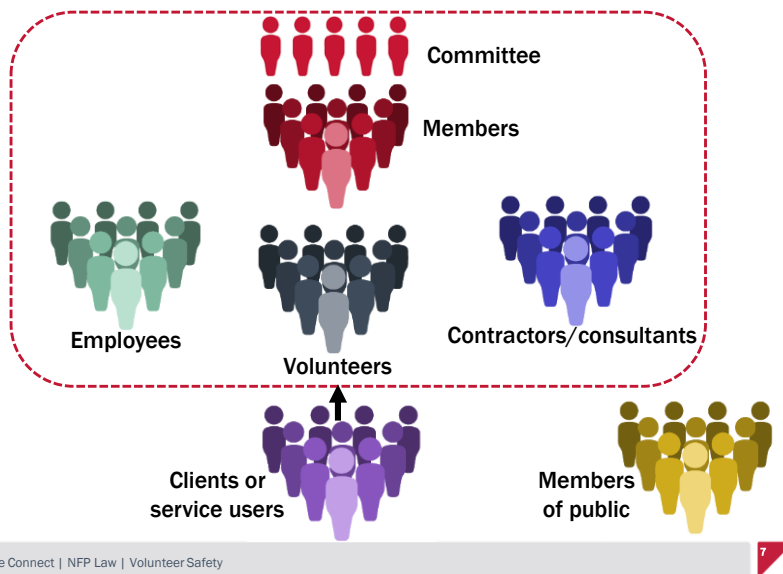 Committee
Members
Employees
Volunteers
Contractors/consultants
Clients or
service users
Members
of public
e Connect | NFP Law | Volunteer Safety
7